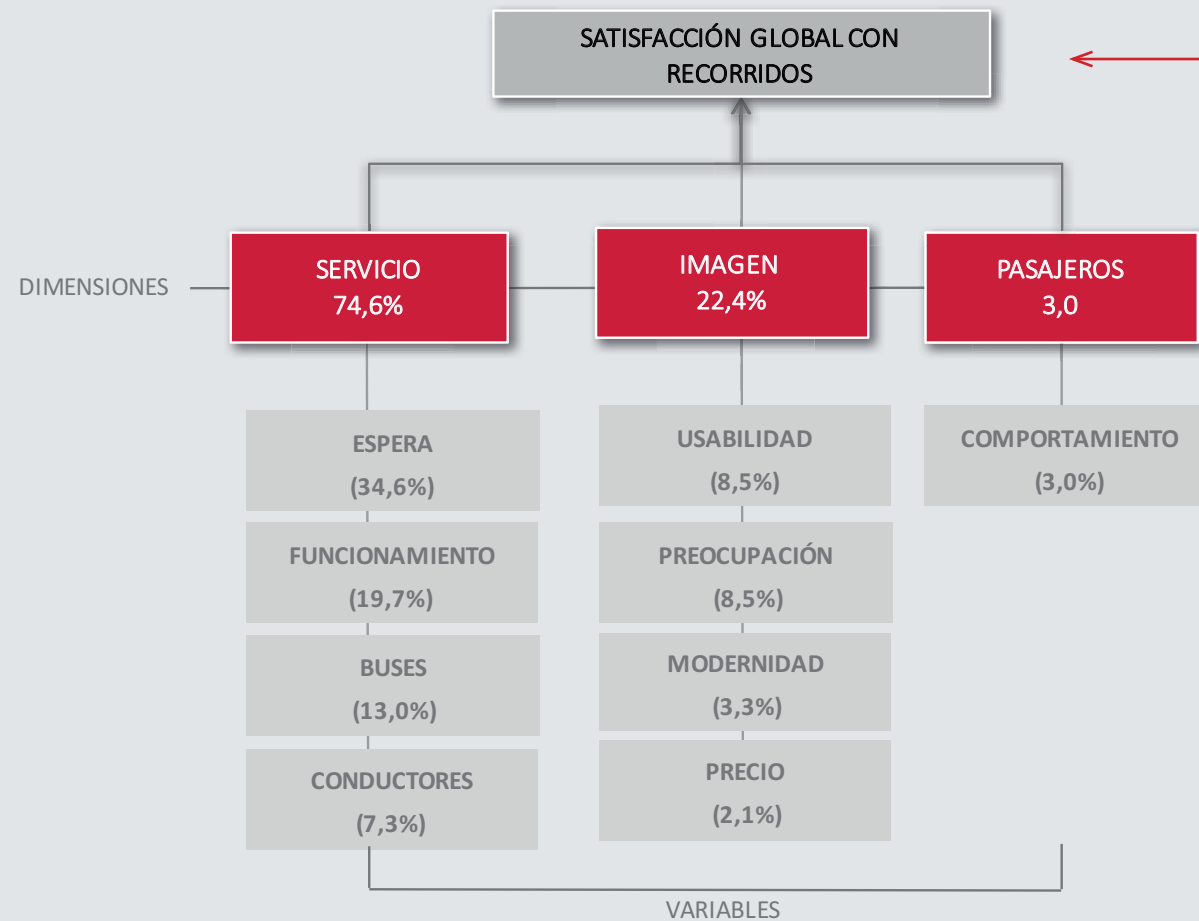 SATISFACCIÓN GLOBAL CON
RECORRIDOS
DIMENSIONES
SERVICIO
74,6%
IMAGEN
22,4%
PASAJEROS
3,0
ESPERA
(34,6%)
FUNCIONAMIENTO
(19,7%)
BUSES
(13,0%)
CONDUCTORES
(7,3%)
USABILIDAD
(8,5%)
PREOCUPACIÓN
(8,5%)
MODERNIDAD
(3,3%)
PRECIO
(2,1%)
COMPORTAMIENTO
(3,0%)
VARIABLES